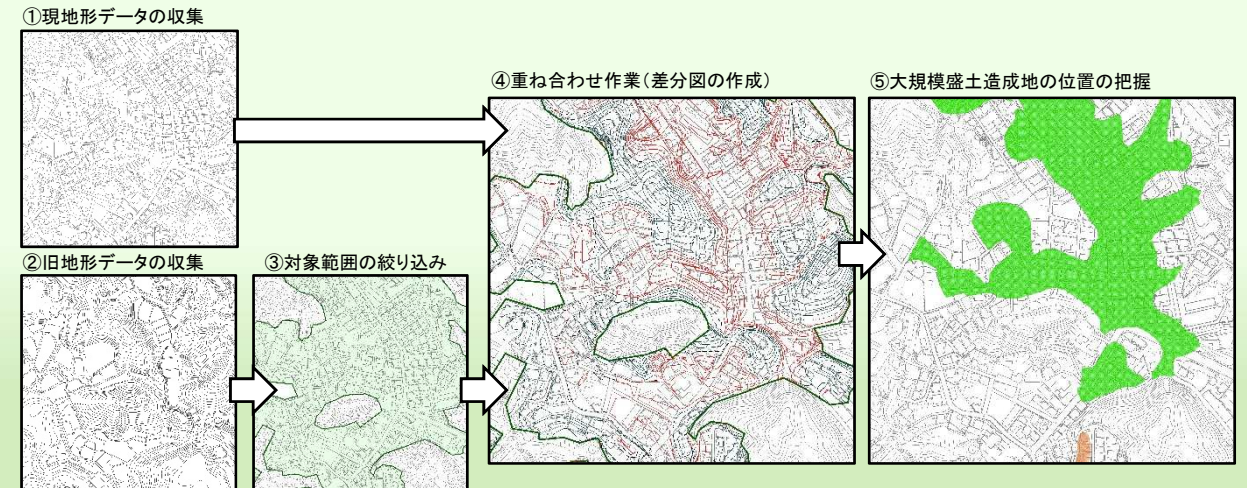 ①現地形データの収集
②旧地形データの収集
③対象範囲の絞り込み
④重ね合わせ作業（差分図の作成）
⑤大規模盛土造成地の位置の把握